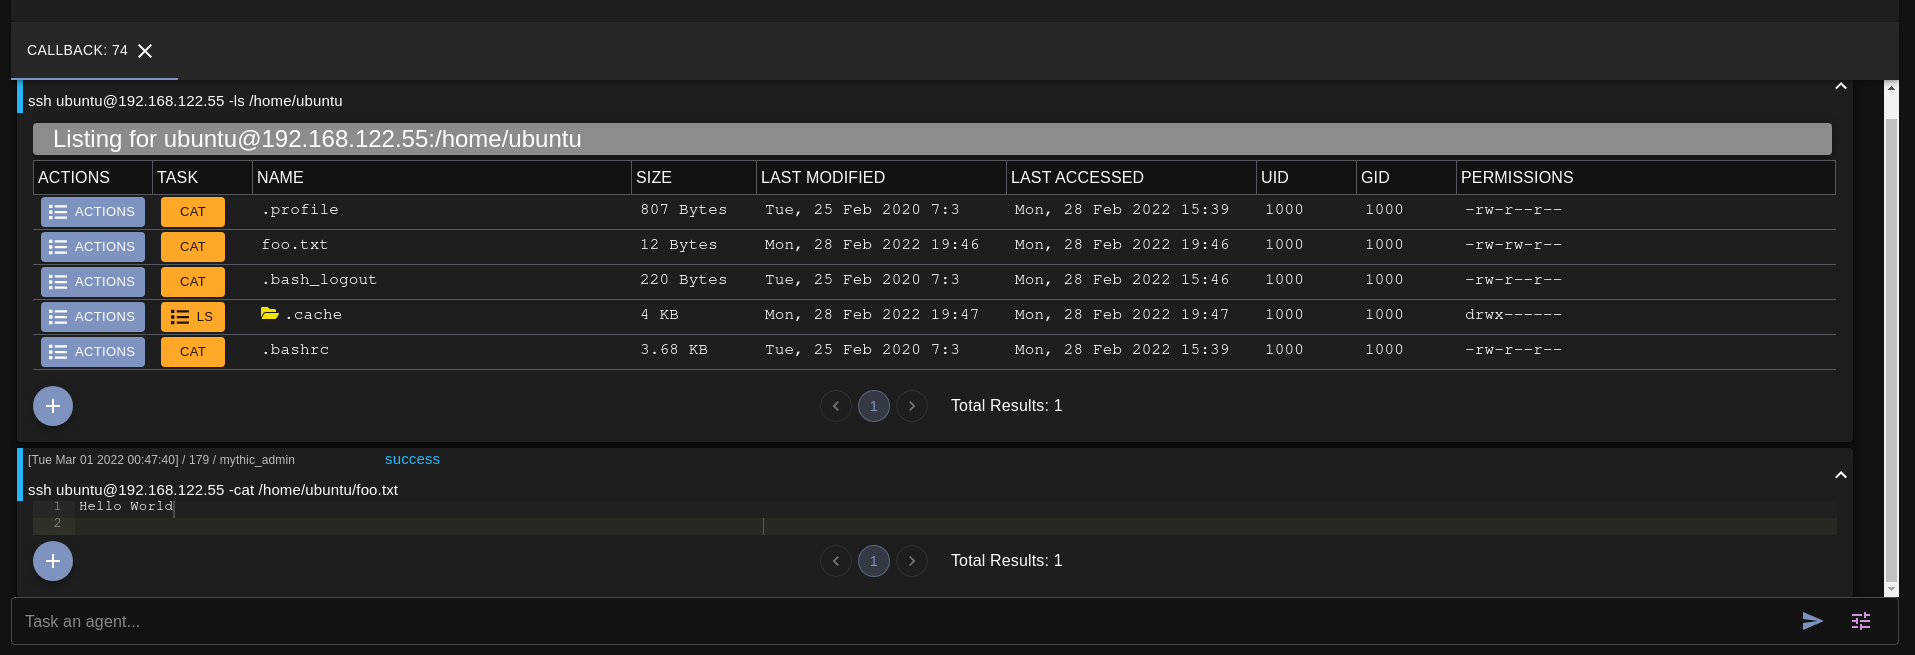 CALLBACK: 74
ssh ubuntu@192.168.122.55 -ls /home/ubuntu
Listing for ubuntu@192.168.122.55:/home/ubuntu
ACTIONS TASK NAME SIZE LAST MODIFIED LAST ACCESSED UID GID PERMISSIONS
ACTIONS CAT .profile 807 Bytes Tue, 25 Feb 2020 7:3 Mon, 28 Feb 2022 15:39 1000 1000 -rw-r--r--
ACTIONS CAT foo.txt 12 Bytes Mon, 28 Feb 2022 19:46 Mon, 28 Feb 2022 19:46 1000 1000 -rw-rw-r--
ACTIONS CAT .bash_logout 220 Bytes Tue, 25 Feb 2020 7:3 Mon, 28 Feb 2022 15:46 1000 1000 -rw-r--r--
ACTIONS LS .cache 4 KB Mon, 28 Feb 2022 19:47 Mon, 28 Feb 2022 19:47 1000 1000 drwx------
ACTIONS CAT .bashrc 3.68 KB Tue, 25 Feb 2020 7:3 Mon, 28 Feb 2022 15:39 1000 1000 -rw-r--r--
1 Total Results: 1
[Tue Mar 01 2022 00:47:40] / 179 / mythic_admin success
ssh ubuntu@192.168.122.55 -cat /home/ubuntu/foo.txt
1 Hello World
2
1 Total Results: 1
Task an agent...